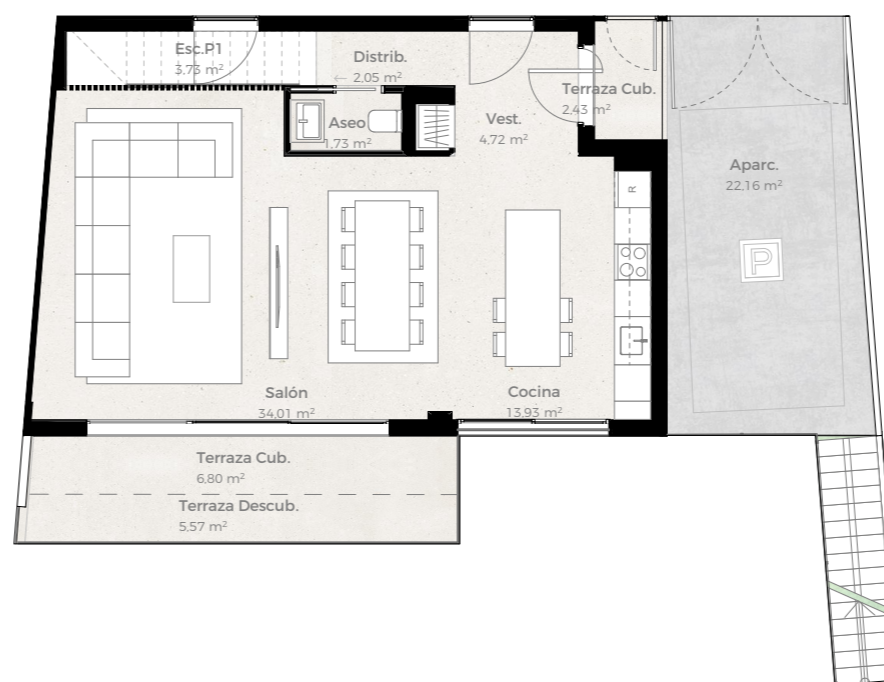 Esc.P1
3,73 m²
Distrib.
← 2,05 m²
Terraza Cub.
2,43 m²
Aseo
1,73 m²
Vest.
4,72 m²
Aparc.
22,16 m²
R
P
Salón
34,01 m²
Cocina
13,93 m²
Terraza Cub.
6,80 m²
Terraza Descub.
5,57 m²